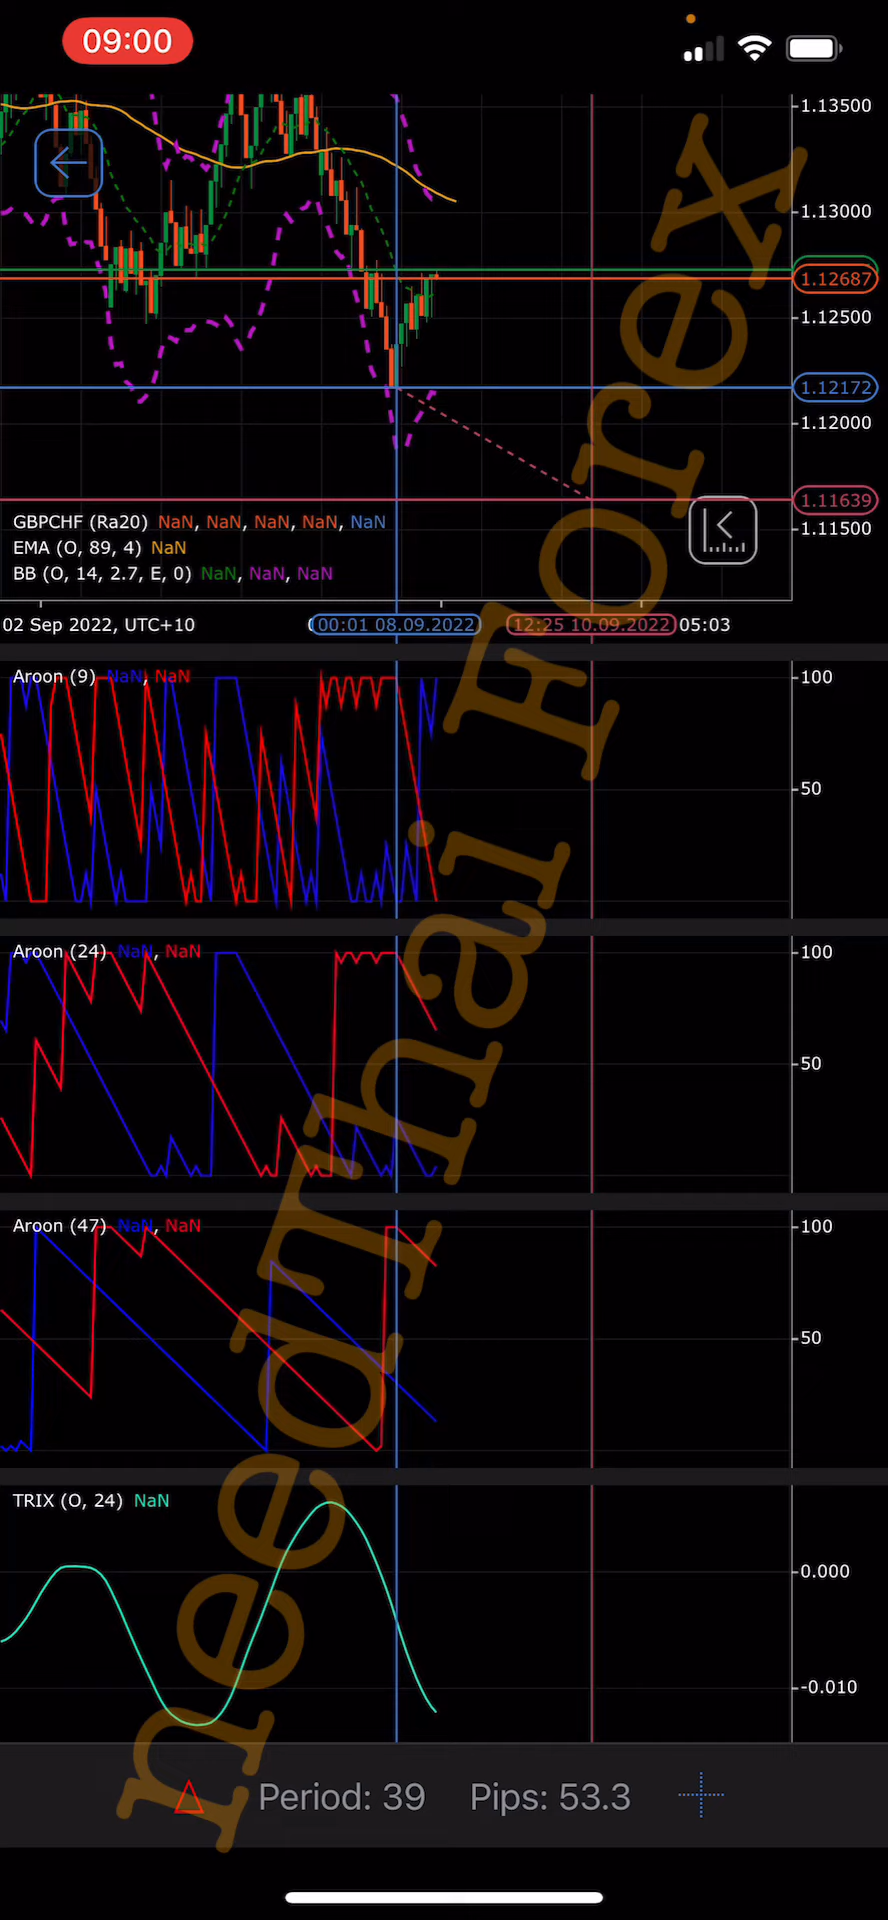 09:00
1.13500
1.13000
1.12687
1.12500
1.12172
1.12000
1.11639
1.11500
GBPCHF (Ra20) NaN, NaN, NaN, NaN, NaN
EMA (O, 89, 4) NaN
BB (O, 14, 2.7, E, 0) NaN, NaN, NaN
02 Sep 2022, UTC+10 00:01 08.09.2022 12:25 10.09.2022 05:03
Aroon (9) NaN, NaN
100
50
Aroon (24) NaN, NaN
100
50
Aroon (47) NaN, NaN
100
50
TRIX (O, 24) NaN
0.000
-0.010
Period: 39 Pips: 53.3
needThai Forex